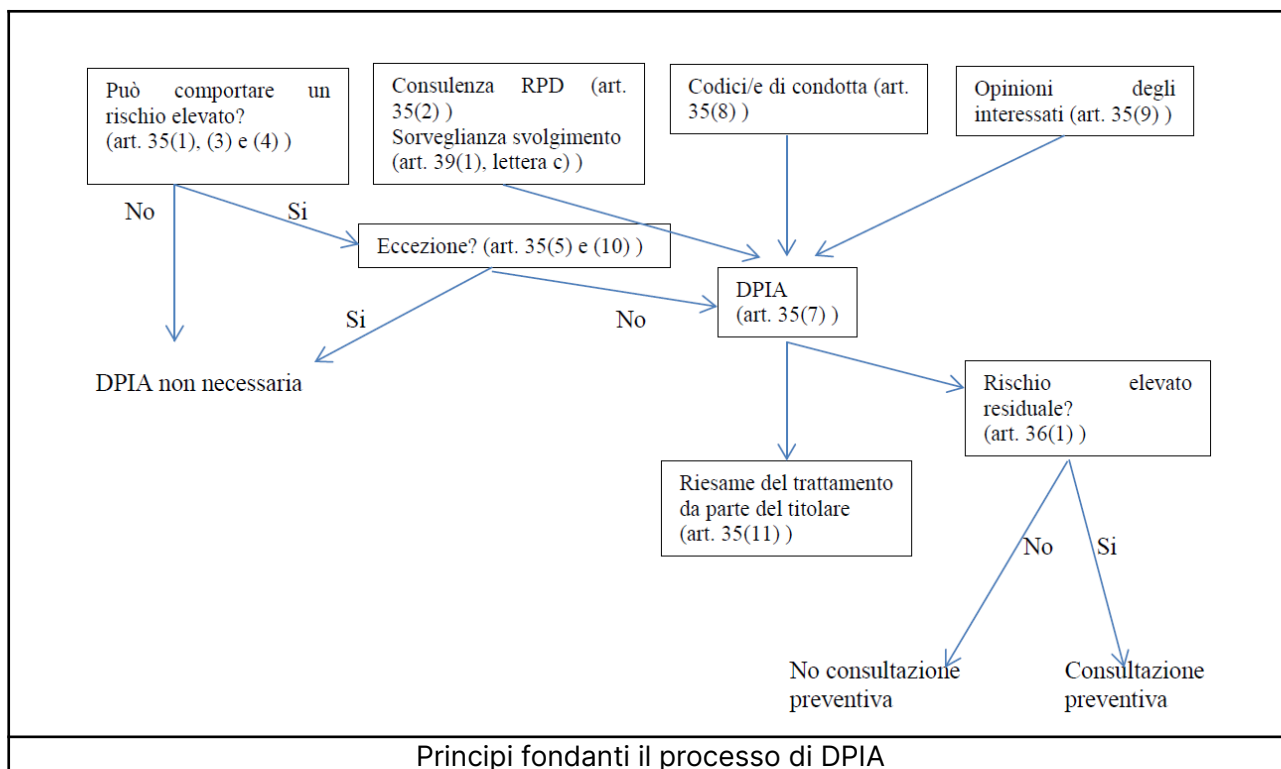 Può comportare un
rischio elevato?
(art. 35(1), (3) e (4) )
Consulenza RPD (art.
35(2) )
Sorveglianza svolgimento
(art. 39(1), lettera c) )
Codici/e di condotta (art.
35(8) )
Opinioni degli
interessati (art. 35(9) )
No
Si
Eccezione? (art. 35(5) e (10) )
Si
No
DPIA
(art. 35(7) )
DPIA non necessaria
Rischio elevato
residuale?
(art. 36(1) )
Riesame del trattamento
da parte del titolare
(art. 35(11) )
No
Si
No consultazione
preventiva
Consultazione
preventiva
Principi fondanti il processo di DPIA